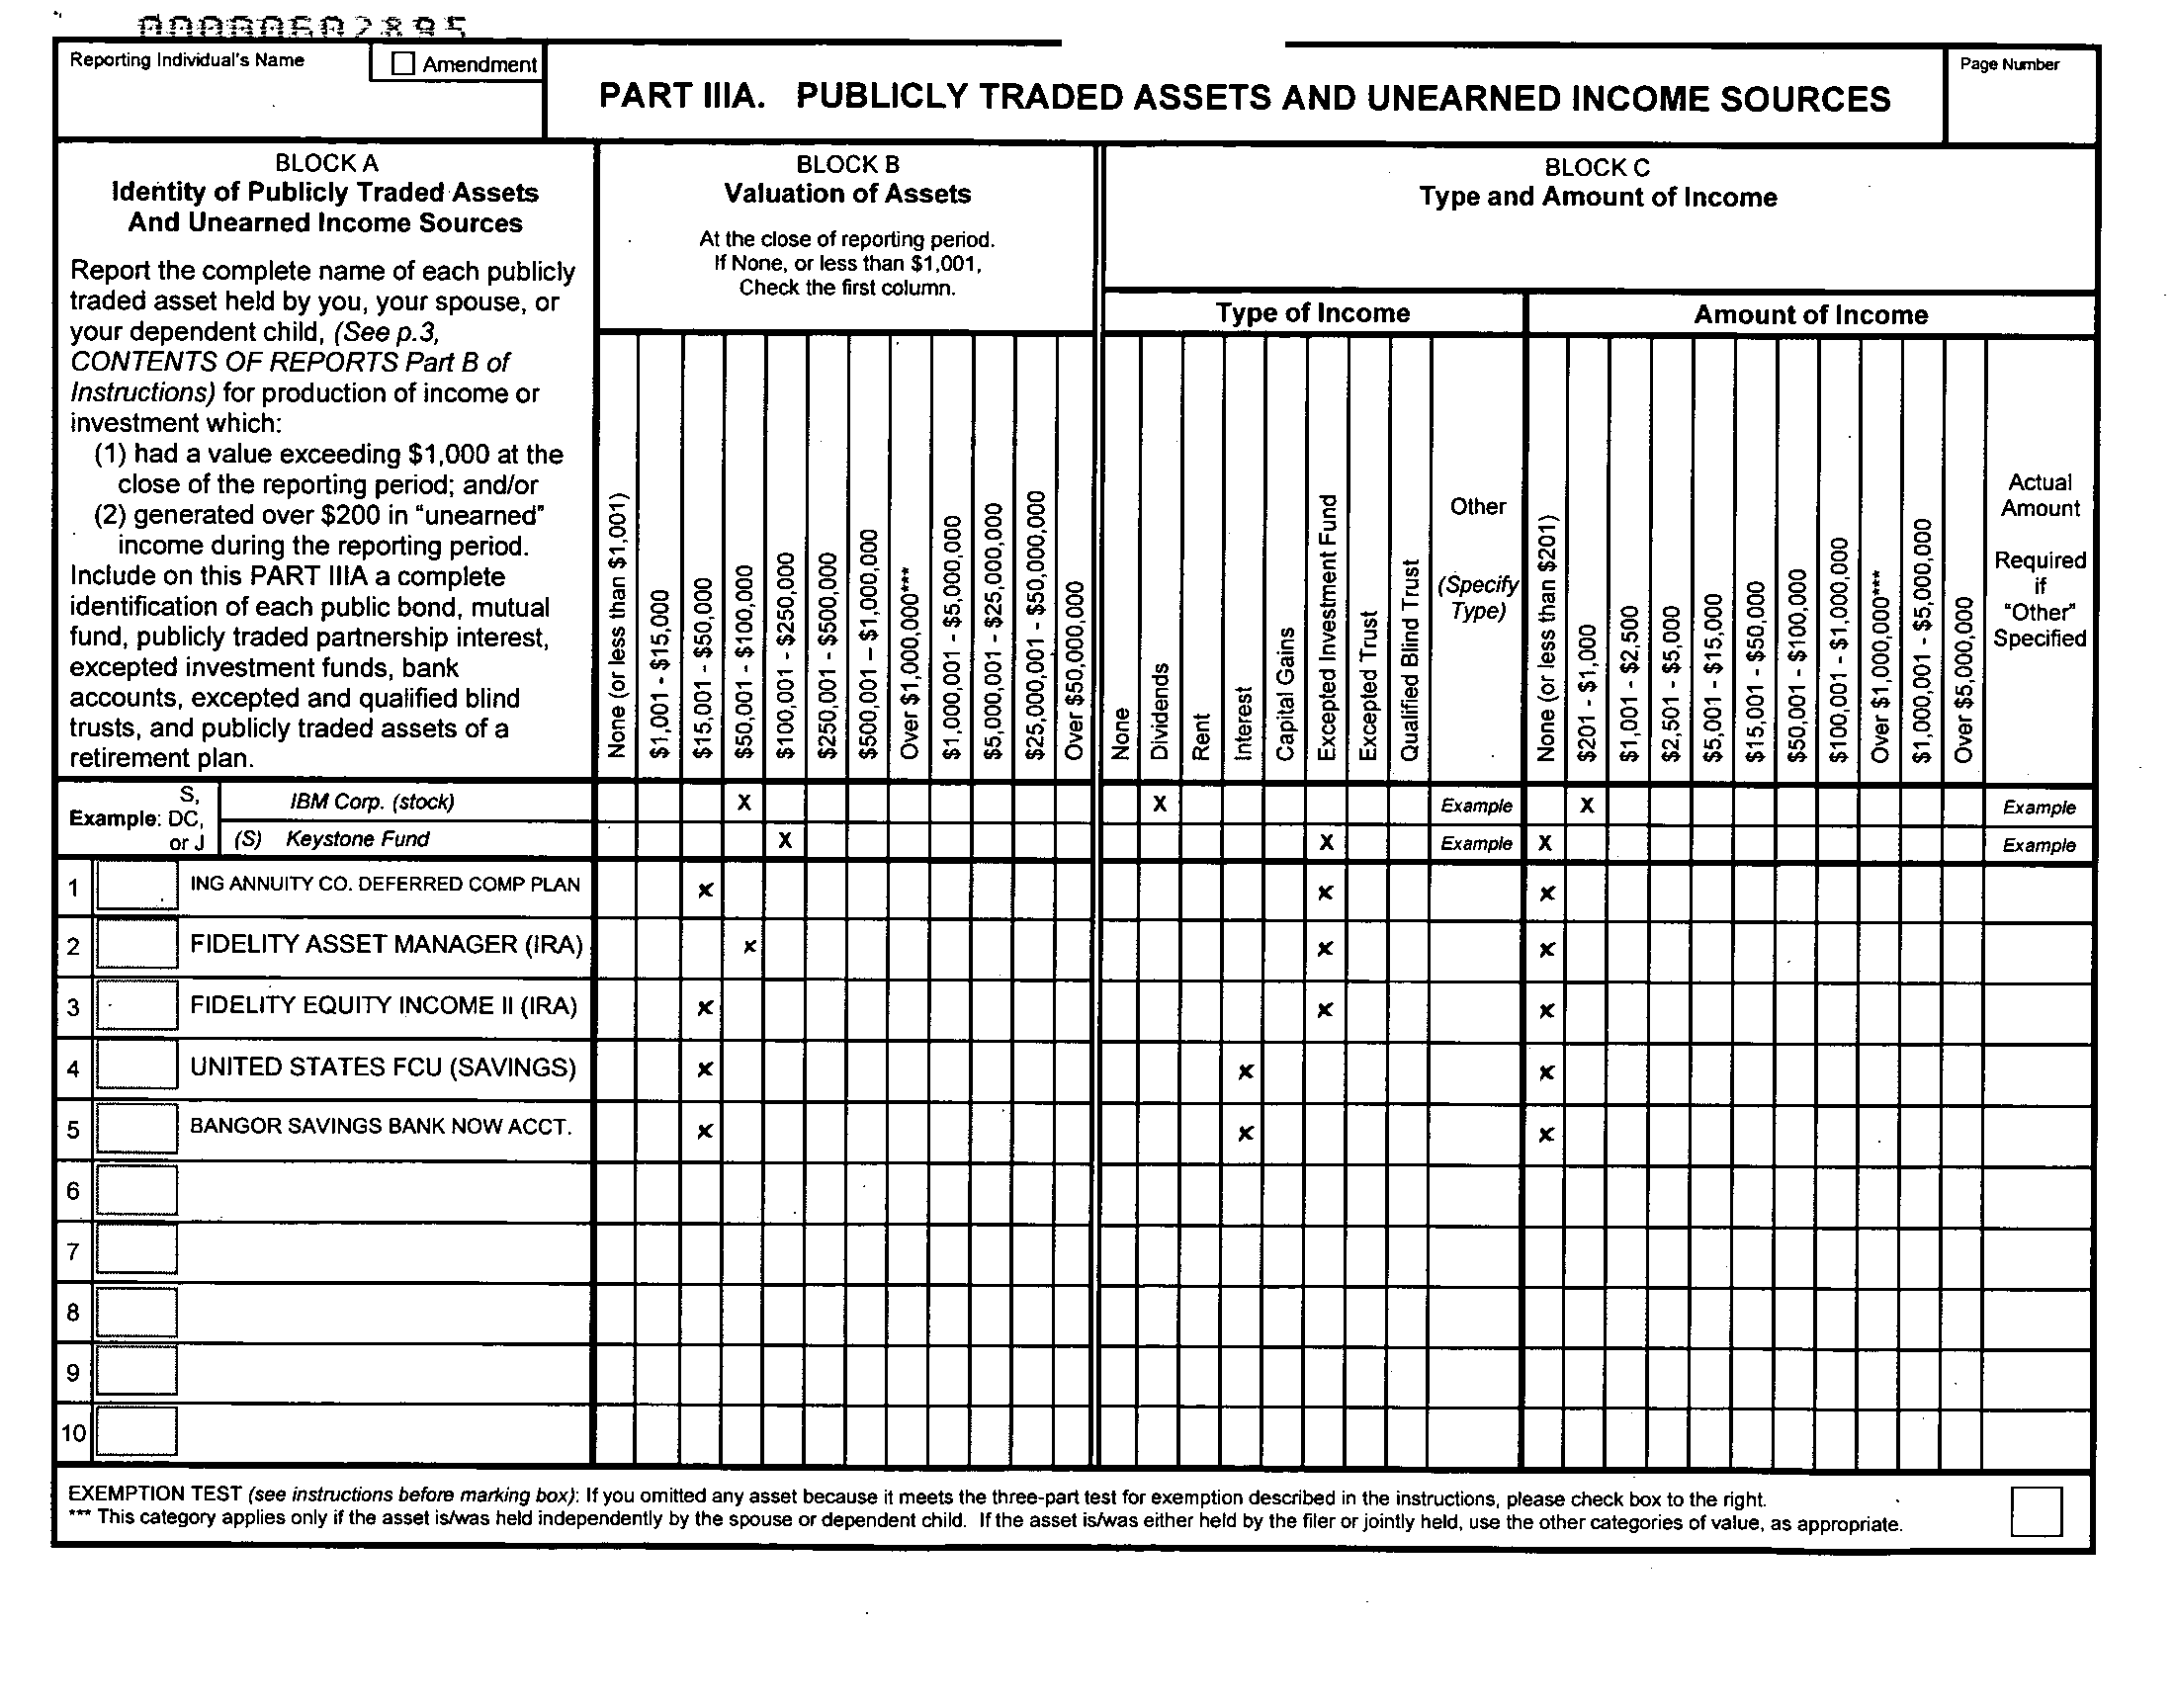 00000602895
Reporting Individual's Name
Amendment
PART IIIA. PUBLICLY TRADED ASSETS AND UNEARNED INCOME SOURCES
Page Number
BLOCK A
Identity of Publicly Traded Assets
And Unearned Income Sources
Report the complete name of each publicly
traded asset held by you, your spouse, or
your dependent child, (See p.3,
CONTENTS OF REPORTS Part B of
Instructions) for production of income or
investment which:
(1) had a value exceeding $1,000 at the
close of the reporting period; and/or
(2) generated over $200 in "unearned"
income during the reporting period.
Include on this PART IIIA a complete
identification of each public bond, mutual
fund, publicly traded partnership interest,
excepted investment funds, bank
accounts, excepted and qualified blind
trusts, and publicly traded assets of a
retirement plan.
BLOCK B
Valuation of Assets
At the close of reporting period.
If None, or less than $1,001,
Check the first column.
None (or less than $1,001)
$1,001 - $15,000
$15,001 - $50,000
$50,001 - $100,000
$100,001 - $250,000
$250,001 - $500,000
$500,001 – $1,000,000
Over $1,000,000***
$1,000,001 - $5,000,000
$5,000,001 - $25,000,000
$25,000,001 - $50,000,000
Over $50,000,000
BLOCK C
Type and Amount of Income
Type of Income
None
Dividends
Rent
Interest
Capital Gains
Excepted Investment Fund
Excepted Trust
Qualified Blind Trust
Other
(Specify
Type)
Amount of Income
None (or less than $201)
$201 - $1,000
$1,001 - $2,500
$2,501 - $5,000
$5,001 - $15,000
$15,001 - $50,000
$50,001 - $100,000
$100,001 - $1,000,000
Over $1,000,000***
$1,000,001 - $5,000,000
Over $5,000,000
Actual
Amount
Required
if
"Other"
Specified
Example: S, DC, or J
IBM Corp. (stock) X X Example X Example
(S) Keystone Fund X X Example X Example
1 ING ANNUITY CO. DEFERRED COMP PLAN x x x
2 FIDELITY ASSET MANAGER (IRA) x x x
3 FIDELITY EQUITY INCOME II (IRA) x x x
4 UNITED STATES FCU (SAVINGS) x x x
5 BANGOR SAVINGS BANK NOW ACCT. x x x
6
7
8
9
10
EXEMPTION TEST (see instructions before marking box): If you omitted any asset because it meets the three-part test for exemption described in the instructions, please check box to the right.
*** This category applies only if the asset is/was held independently by the spouse or dependent child. If the asset is/was either held by the filer or jointly held, use the other categories of value, as appropriate.